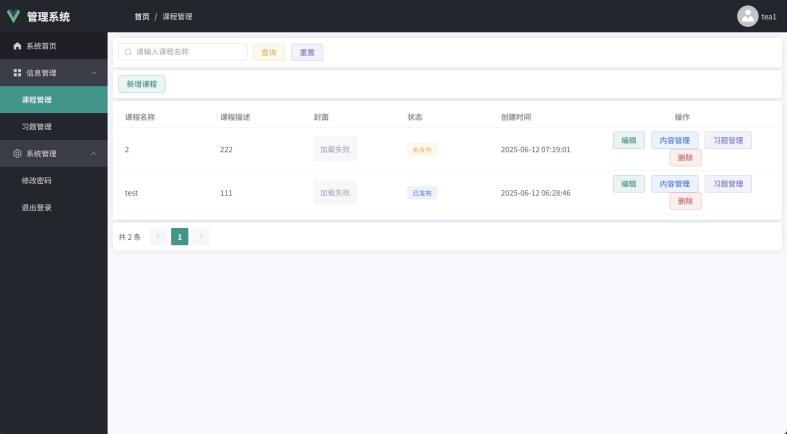 管理系统
首页 / 课程管理
tea1
系统首页
信息管理
课程管理
习题管理
系统管理
修改密码
退出登录
请输入课程名称 查询 重置
新增课程
课程名称 课程描述 封面 状态 创建时间 操作
2 222 加载失败 未发布 2025-06-12 07:19:01 编辑 内容管理 习题管理
删除
test 111 加载失败 已发布 2025-06-12 06:28:46 编辑 内容管理 习题管理
删除
共 2 条 1